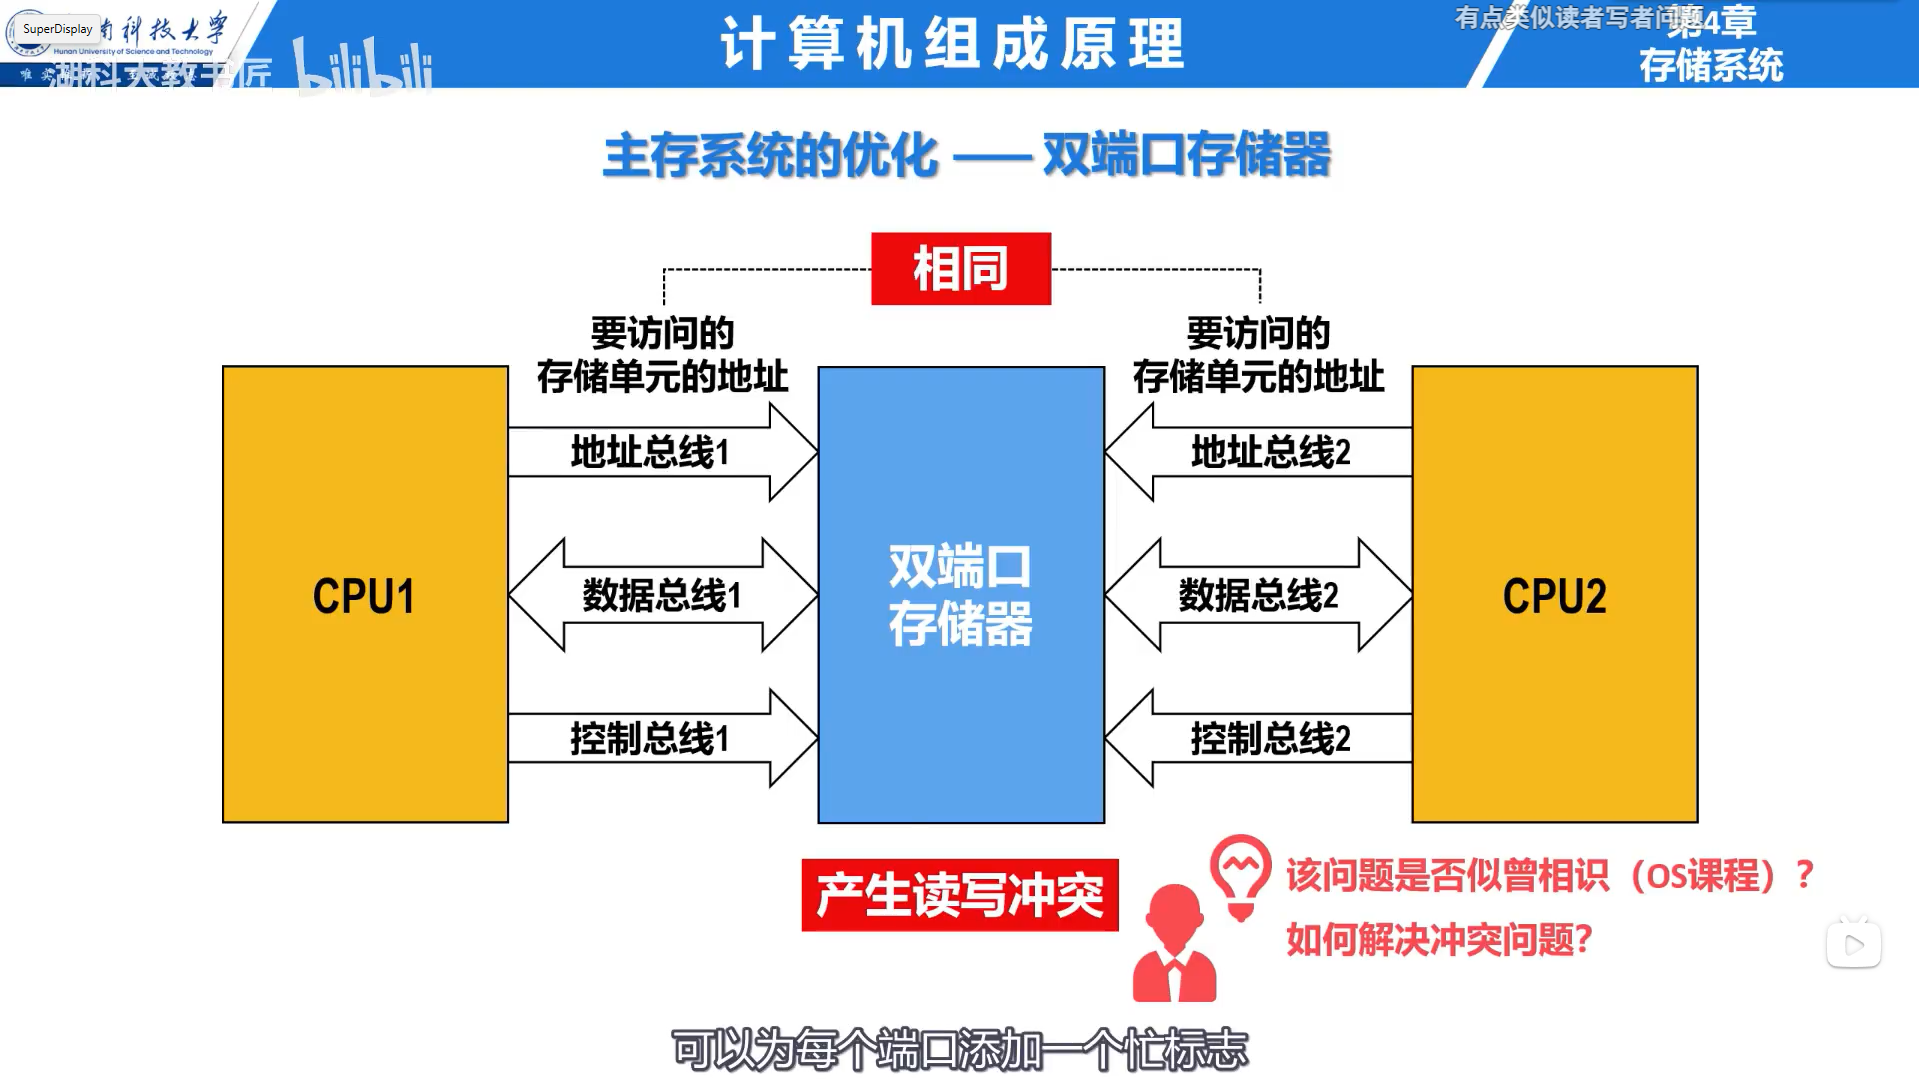 SuperDisplay
南科技大学
Hunan University of Science and Technology
湖科大教书匠
bilibili
计算机组成原理
有点类似读者写者问题
第4章
存储系统
主存系统的优化 —— 双端口存储器
相同
要访问的
存储单元的地址
要访问的
存储单元的地址
地址总线1
地址总线2
CPU1
数据总线1
双端口
存储器
数据总线2
CPU2
控制总线1
控制总线2
产生读写冲突
该问题是否似曾相识（OS课程）？
如何解决冲突问题？
可以为每个端口添加一个忙标志